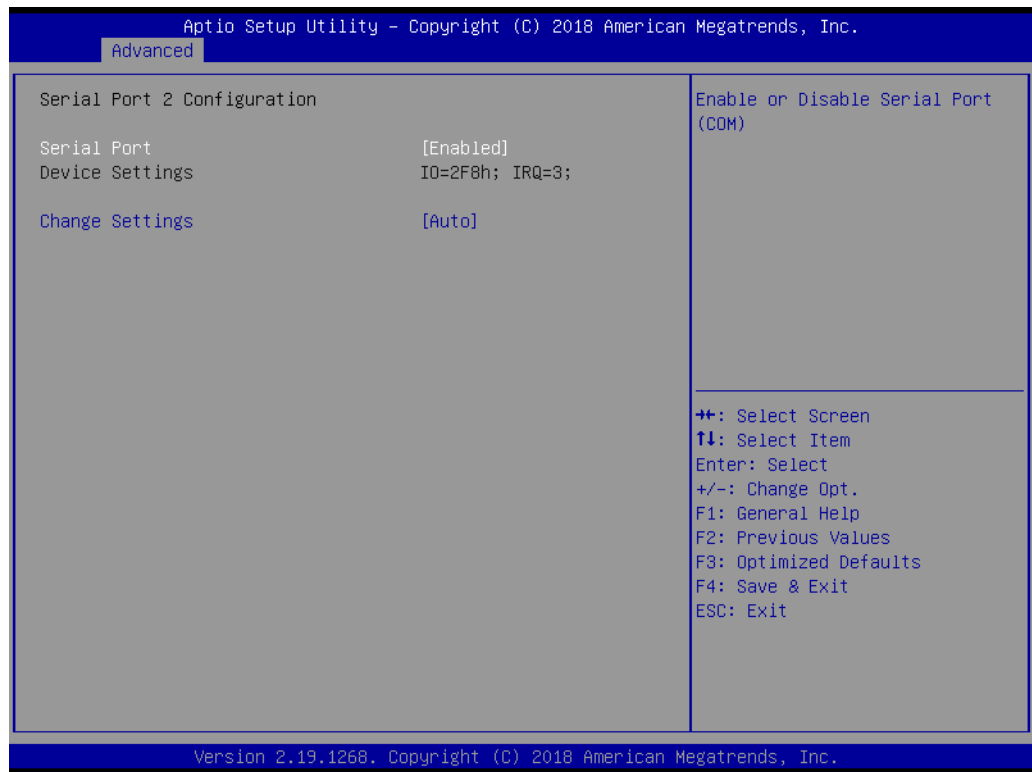 Aptio Setup Utility – Copyright (C) 2018 American Megatrends, Inc.
Advanced
Serial Port 2 Configuration
Serial Port [Enabled]
Device Settings IO=2F8h; IRQ=3;
Change Settings [Auto]
Enable or Disable Serial Port
(COM)
→←: Select Screen
↑↓: Select Item
Enter: Select
+/-: Change Opt.
F1: General Help
F2: Previous Values
F3: Optimized Defaults
F4: Save & Exit
ESC: Exit
Version 2.19.1268. Copyright (C) 2018 American Megatrends, Inc.